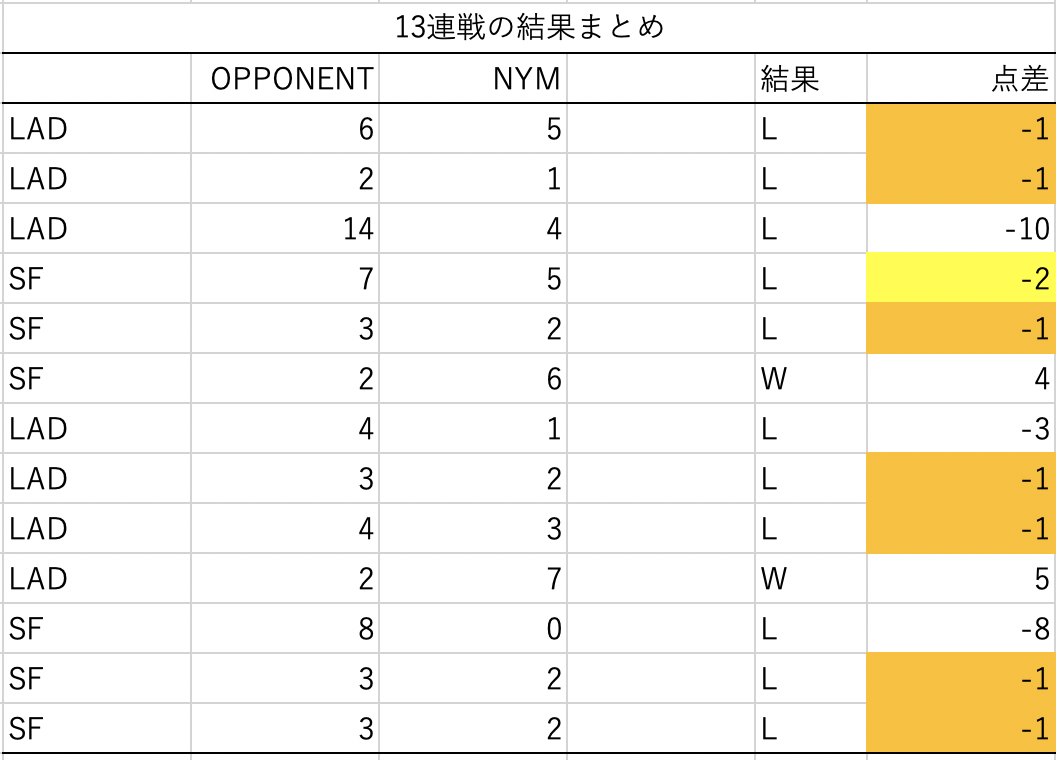 13連戦の結果まとめ
OPPONENT NYM 結果 点差
LAD 6 5 L -1
LAD 2 1 L -1
LAD 14 4 L -10
SF 7 5 L -2
SF 3 2 L -1
SF 2 6 W 4
LAD 4 1 L -3
LAD 3 2 L -1
LAD 4 3 L -1
LAD 2 7 W 5
SF 8 0 L -8
SF 3 2 L -1
SF 3 2 L -1